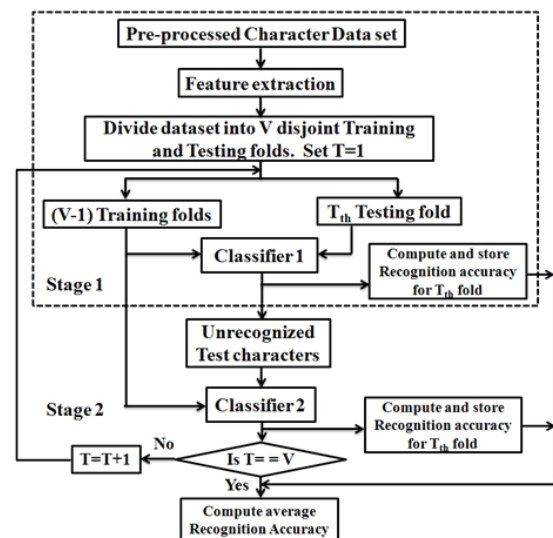 Pre-processed Character Data set
Feature extraction
Divide dataset into V disjoint Training
and Testing folds. Set T=1
(V-1) Training folds
Tth Testing fold
Classifier 1
Compute and store
Recognition accuracy
for Tth fold
Stage 1
Unrecognized
Test characters
Stage 2
Classifier 2
Compute and store
Recognition accuracy
for Tth fold
No
T=T+1
Is T= = V
Yes
Compute average
Recognition Accuracy